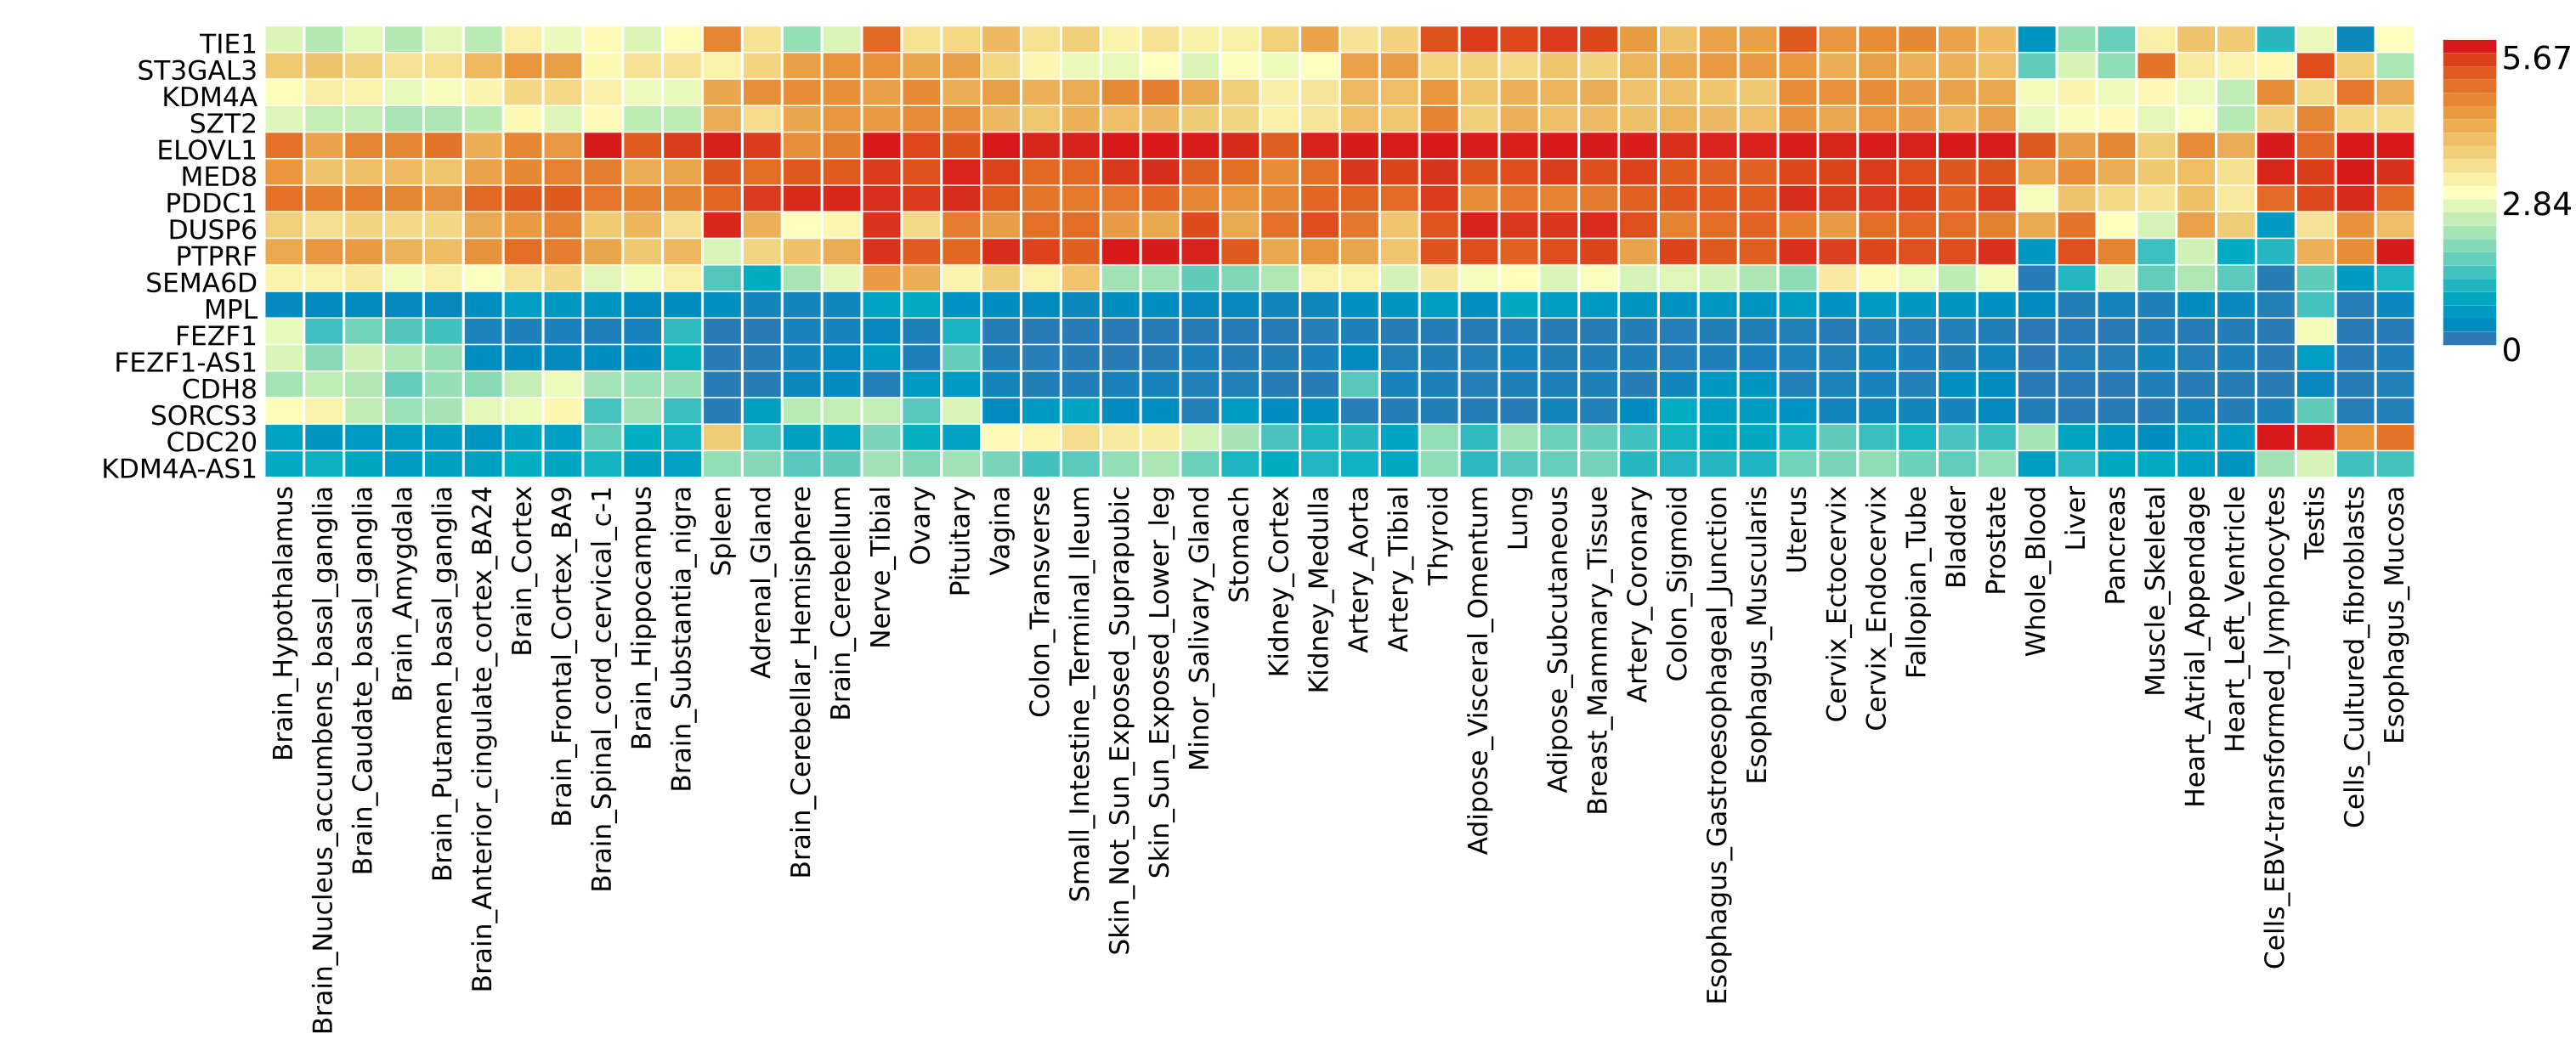 TIE1
ST3GAL3
KDM4A
SZT2
ELOVL1
MED8
PDDC1
DUSP6
PTPRF
SEMA6D
MPL
FEZF1
FEZF1-AS1
CDH8
SORCS3
CDC20
KDM4A-AS1
5.67
2.84
0
Brain_Hypothalamus
Brain_Nucleus_accumbens_basal_ganglia
Brain_Caudate_basal_ganglia
Brain_Amygdala
Brain_Putamen_basal_ganglia
Brain_Anterior_cingulate_cortex_BA24
Brain_Cortex
Brain_Frontal_Cortex_BA9
Brain_Spinal_cord_cervical_c-1
Brain_Hippocampus
Brain_Substantia_nigra
Spleen
Adrenal_Gland
Brain_Cerebellar_Hemisphere
Brain_Cerebellum
Nerve_Tibial
Ovary
Pituitary
Vagina
Colon_Transverse
Small_Intestine_Terminal_Ileum
Skin_Not_Sun_Exposed_Suprapubic
Skin_Sun_Exposed_Lower_leg
Minor_Salivary_Gland
Stomach
Kidney_Cortex
Kidney_Medulla
Artery_Aorta
Artery_Tibial
Thyroid
Adipose_Visceral_Omentum
Lung
Adipose_Subcutaneous
Breast_Mammary_Tissue
Artery_Coronary
Colon_Sigmoid
Esophagus_Gastroesophageal_Junction
Esophagus_Muscularis
Uterus
Cervix_Ectocervix
Cervix_Endocervix
Fallopian_Tube
Bladder
Prostate
Whole_Blood
Liver
Pancreas
Muscle_Skeletal
Heart_Atrial_Appendage
Heart_Left_Ventricle
Cells_EBV-transformed_lymphocytes
Testis
Cells_Cultured_fibroblasts
Esophagus_Mucosa